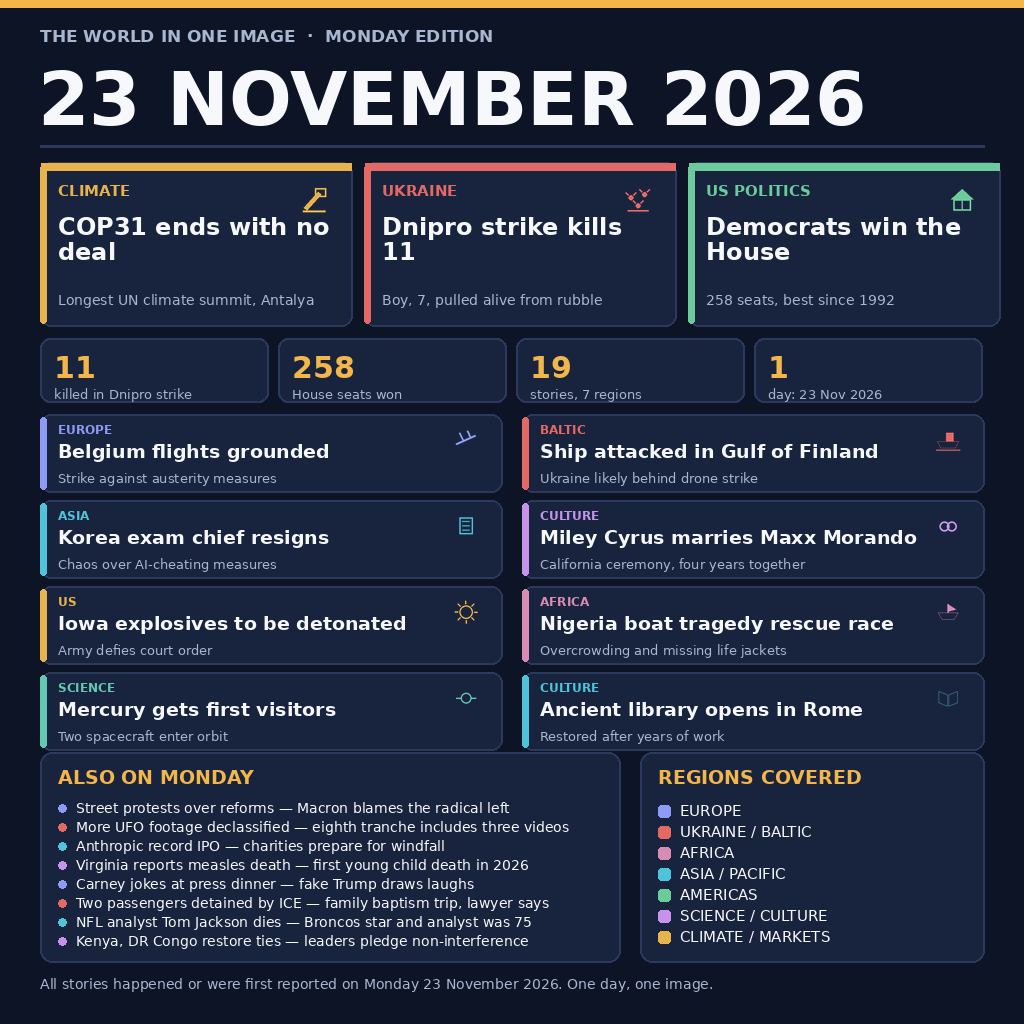 THE WORLD IN ONE IMAGE · MONDAY EDITION
23 NOVEMBER 2026
CLIMATE
COP31 ends with no
deal
Longest UN climate summit, Antalya
UKRAINE
Dnipro strike kills
11
Boy, 7, pulled alive from rubble
US POLITICS
Democrats win the
House
258 seats, best since 1992
11
killed in Dnipro strike
258
House seats won
19
stories, 7 regions
1
day: 23 Nov 2026
EUROPE
Belgium flights grounded
Strike against austerity measures
BALTIC
Ship attacked in Gulf of Finland
Ukraine likely behind drone strike
ASIA
Korea exam chief resigns
Chaos over AI-cheating measures
CULTURE
Miley Cyrus marries Maxx Morando
California ceremony, four years together
US
Iowa explosives to be detonated
Army defies court order
AFRICA
Nigeria boat tragedy rescue race
Overcrowding and missing life jackets
SCIENCE
Mercury gets first visitors
Two spacecraft enter orbit
CULTURE
Ancient library opens in Rome
Restored after years of work
ALSO ON MONDAY
Street protests over reforms — Macron blames the radical left
More UFO footage declassified — eighth tranche includes three videos
Anthropic record IPO — charities prepare for windfall
Virginia reports measles death — first young child death in 2026
Carney jokes at press dinner — fake Trump draws laughs
Two passengers detained by ICE — family baptism trip, lawyer says
NFL analyst Tom Jackson dies — Broncos star and analyst was 75
Kenya, DR Congo restore ties — leaders pledge non-interference
REGIONS COVERED
EUROPE
UKRAINE / BALTIC
AFRICA
ASIA / PACIFIC
AMERICAS
SCIENCE / CULTURE
CLIMATE / MARKETS
All stories happened or were first reported on Monday 23 November 2026. One day, one image.